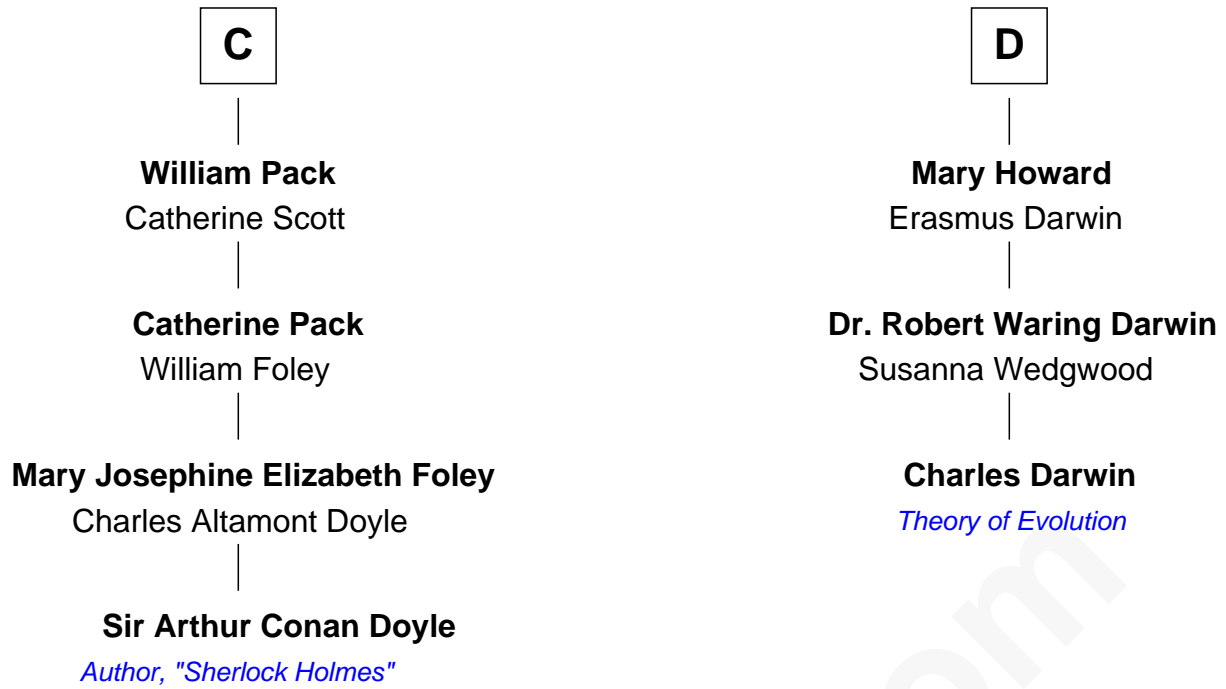 C
William Pack
Catherine Scott
Catherine Pack
William Foley
Mary Josephine Elizabeth Foley
Charles Altamont Doyle
Sir Arthur Conan Doyle
Author, "Sherlock Holmes"
D
Mary Howard
Erasmus Darwin
Dr. Robert Waring Darwin
Susanna Wedgwood
Charles Darwin
Theory of Evolution
om